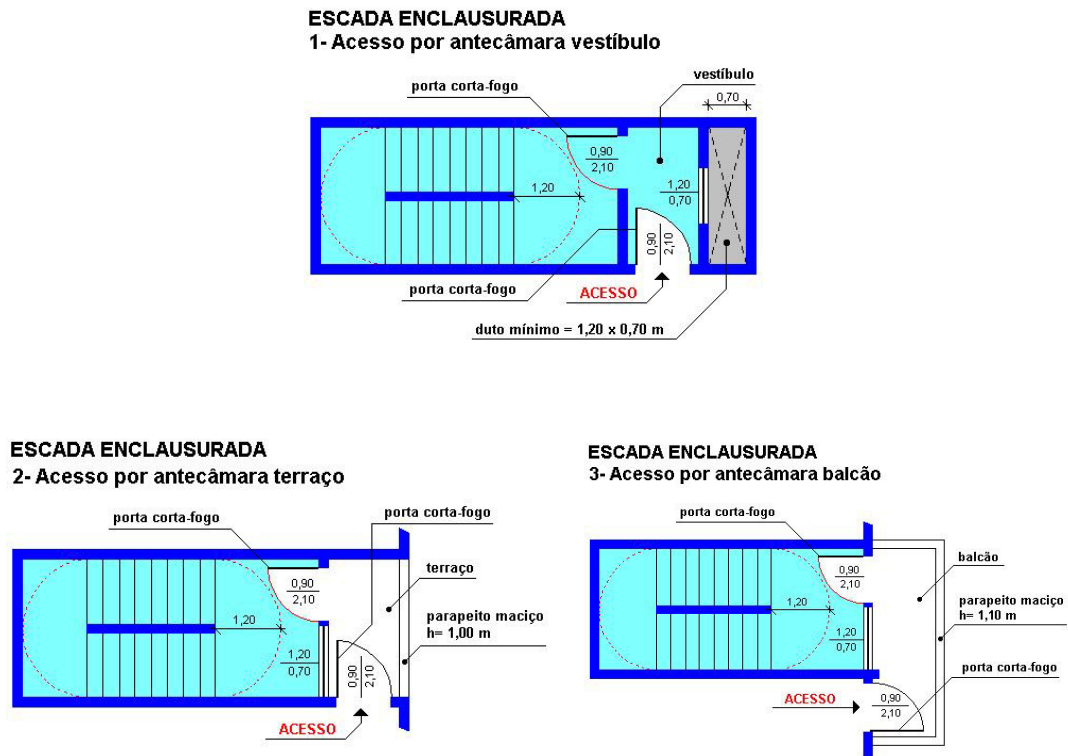 ESCADA ENCLAUSURADA
1- Acesso por antecâmara vestíbulo
vestíbulo
porta corta-fogo
0,70
0,90
2,10
1,20
1,20
0,70
0,90
2,10
porta corta-fogo
ACESSO
duto mínimo = 1,20 x 0,70 m
ESCADA ENCLAUSURADA
2- Acesso por antecâmara terraço
porta corta-fogo
porta corta-fogo
terraço
0,90
2,10
1,20
parapeito maciço
h= 1,00 m
1,20
0,70
0,90
2,10
ACESSO
ESCADA ENCLAUSURADA
3- Acesso por antecâmara balcão
porta corta-fogo
balcão
0,90
2,10
1,20
parapeito maciço
h= 1,10 m
1,20
0,70
porta corta-fogo
ACESSO
0,90
2,10